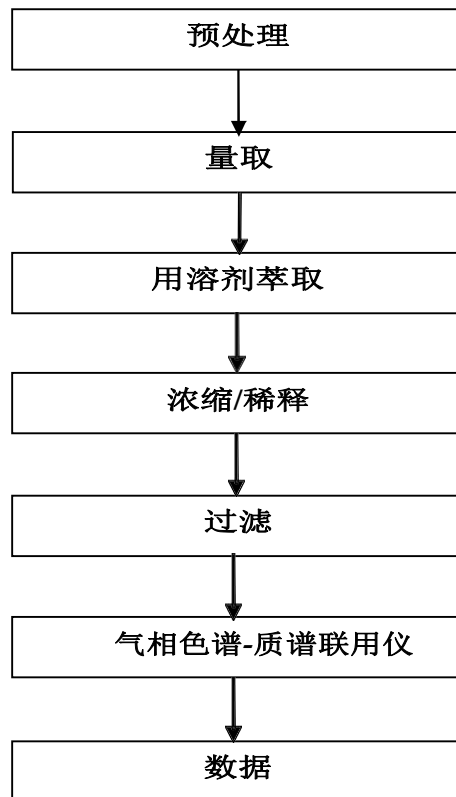 预处理
量取
用溶剂萃取
浓缩/稀释
过滤
气相色谱-质谱联用仪
数据